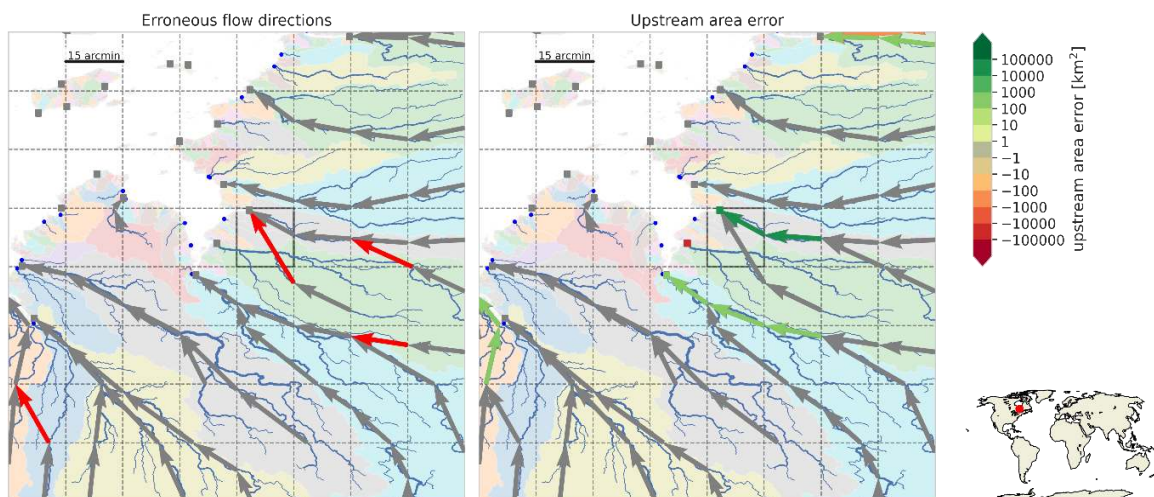 Erroneous flow directions
Upstream area error
15 arcmin
15 arcmin
100000
10000
1000
100
10
1
−1
−10
−100
−1000
−10000
−100000
upstream area error [km²]